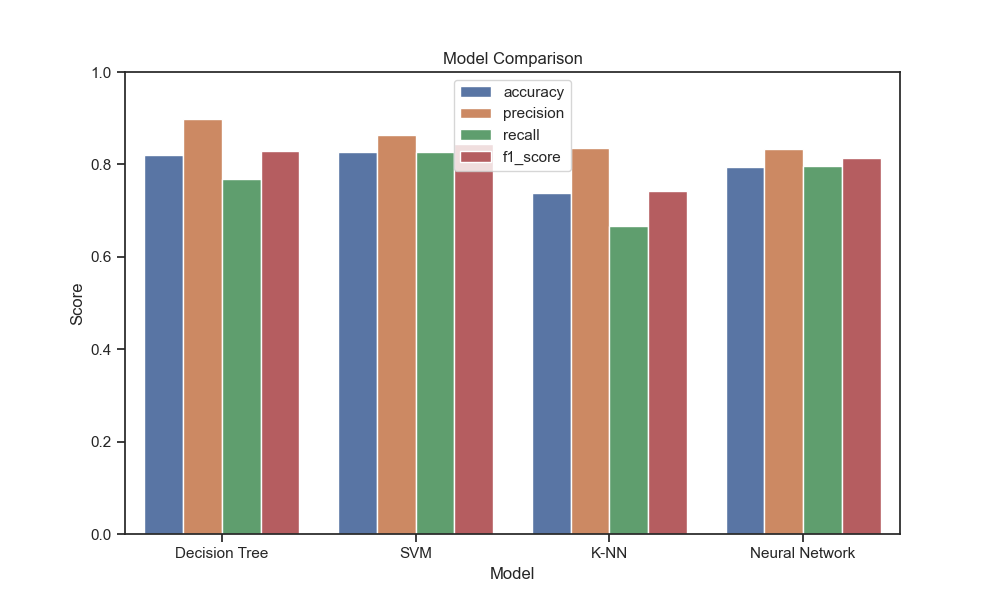 Model Comparison
accuracy
precision
recall
f1_score
1.0
0.8
0.6
0.4
0.2
0.0
Score
Decision Tree
SVM
K-NN
Neural Network
Model